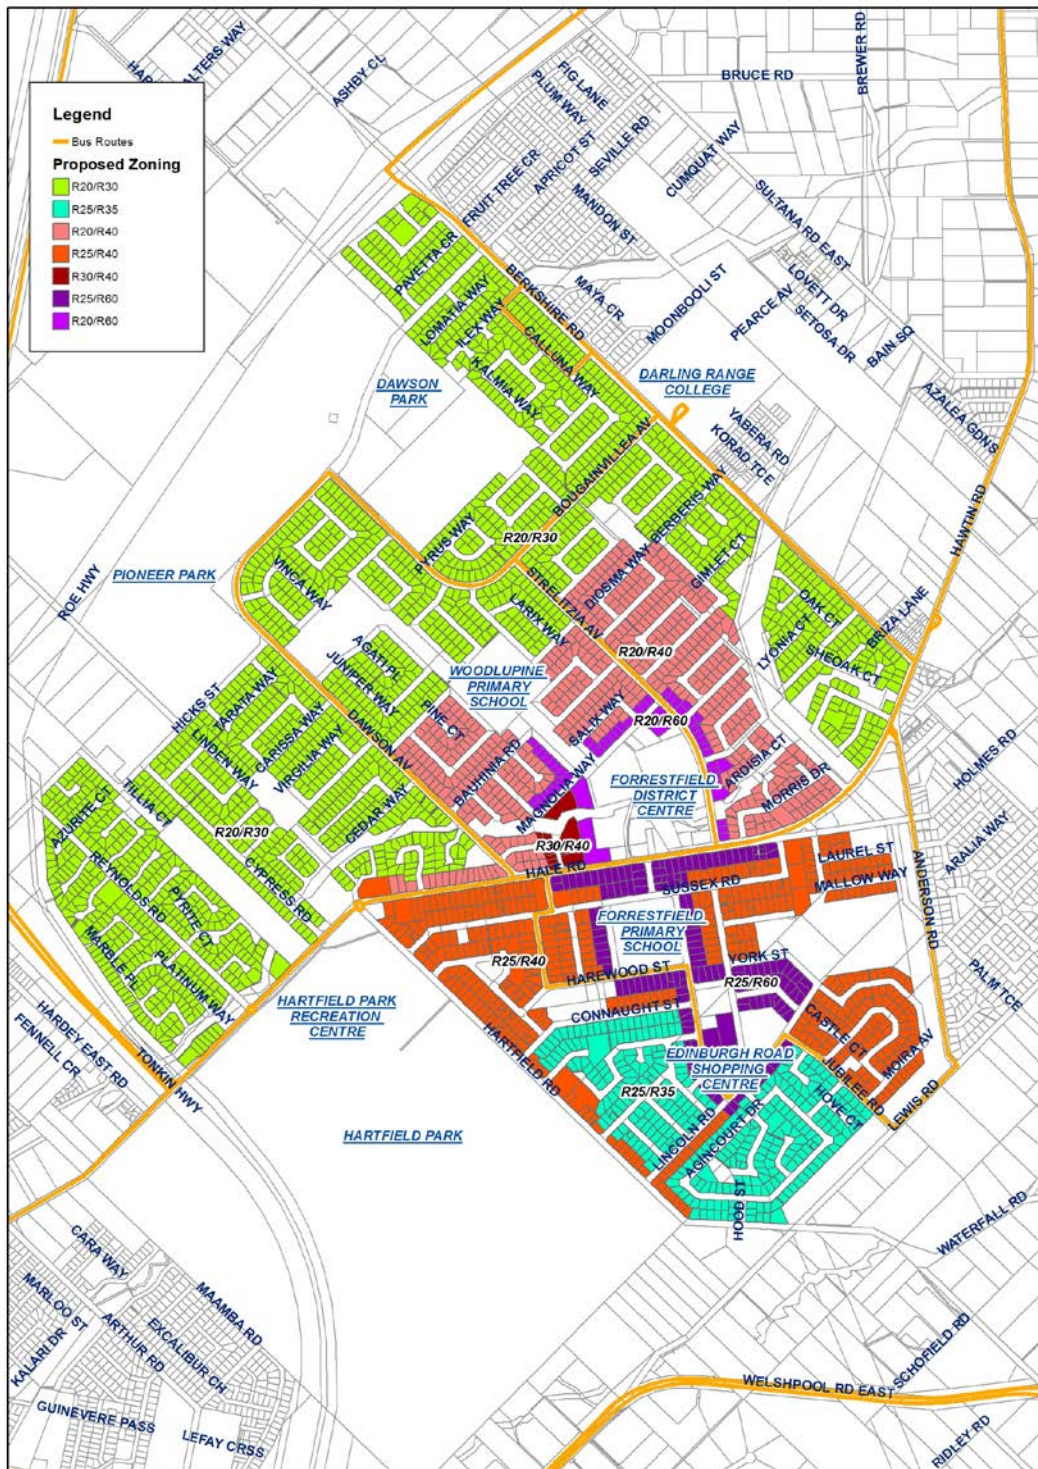 Legend
Bus Routes
Proposed Zoning
R20/R30
R25/R35
R20/R40
R25/R40
R30/R40
R25/R60
R20/R60
ALTERS WAY
ASHBY CL
FIG LANE
PLUM WAY
BRUCE RD
BREWER RD
FRUIT TREE CR
APRICOT ST
SEVILLE RD
CUMQUAT WAY
MANDON ST
SULTANA RD EAST
PAVETTA CR
LOMATIA WAY
ILEX WAY
BERKSHIRE RD
MAYA CR
MOONBOOLI ST
PEARCE AV
LOVETT DR
SETOSA DR
BAIN SQ
CALLUNA WAY
KALMIA WAY
DAWSON
PARK
DARLING RANGE
COLLEGE
AZALEA GDNS
YABERA RD
KORAD TCE
BOUGAINVILLEA AV
BERBERIS WAY
HAWTIN RD
PYRUS WAY
R20/R30
DIOSMA WAY
GIMLET CT
VINCA WAY
PIONEER PARK
ROE HWY
STRELITZIA AV
LARIX WAY
OAK CT
LYONIA CT
BRIZA LANE
SHEOAK CT
R20/R40
AGATI PL
JUNIPER WAY
WOODLUPINE
PRIMARY
SCHOOL
PINE CT
HICKS ST
TARATA WAY
LINDEN WAY
CARISSA WAY
VIRGILIA WAY
DAWSON AV
BAUHINIA RD
SALIX WAY
R20/R60
MAGNOLIA WAY
ARDISIA CT
MORRIS DR
FORRESTFIELD
DISTRICT
CENTRE
HOLMES RD
AZURITE CT
TILLIA CT
R20/R30
CEDAR WAY
R30/R40
HALE RD
SUSSEX RD
LAUREL ST
MALLOW WAY
ARALIA WAY
ANDERSON RD
REYNOLDS RD
PYRITE CT
CYPRESS RD
MARBLE PL
PLATINUM WAY
FORRESTFIELD
PRIMARY
SCHOOL
R25/R40
HAREWOOD ST
YORK ST
R25/R60
PALM TCE
CONNAUGHT ST
HARTFIELD PARK
RECREATION
CENTRE
HARTFIELD RD
CASTLE CT
JUBILEE RD
MOIRA AV
LEWIS RD
EDINBURGH ROAD
SHOPPING
CENTRE
HOVE CT
R25/R35
LINCOLN RD
AGINCOURT DR
HOOD ST
HARDEY EAST RD
FENNELL CR
TONKIN HWY
HARTFIELD PARK
WATERFALL RD
CARA WAY
MAAMBA RD
MARLOO ST
ARTHUR RD
EXCALIBUR CH
KALARI DR
GUINEVERE PASS
LEFAY CRSS
SCHOFIELD RD
WELSHPOOL RD EAST
RIDLEY RD